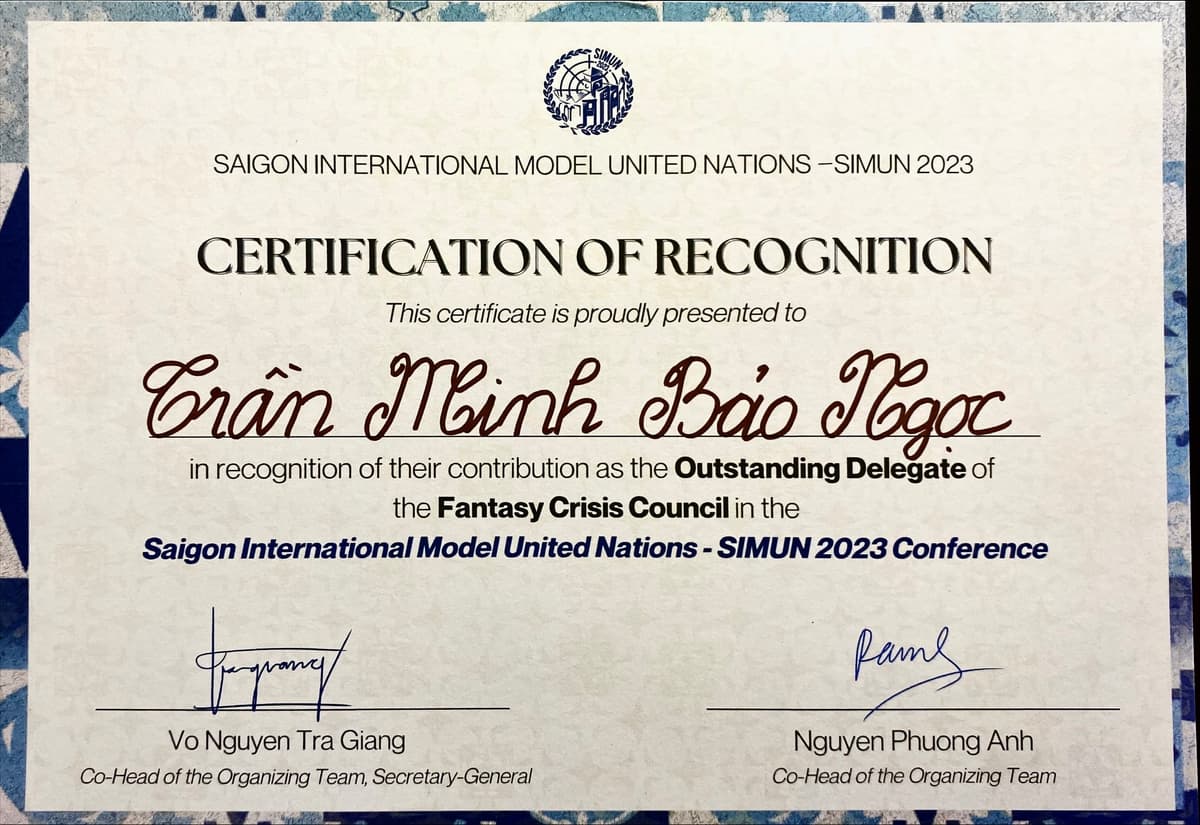 SIMUN
2023
SAIGON INTERNATIONAL MODEL UNITED NATIONS –SIMUN 2023
CERTIFICATION OF RECOGNITION
This certificate is proudly presented to
Trần Minh Bảo Ngọc
in recognition of their contribution as the Outstanding Delegate of
the Fantasy Crisis Council in the
Saigon International Model United Nations - SIMUN 2023 Conference
Vo Nguyen Tra Giang
Nguyen Phuong Anh
Co-Head of the Organizing Team, Secretary-General
Co-Head of the Organizing Team